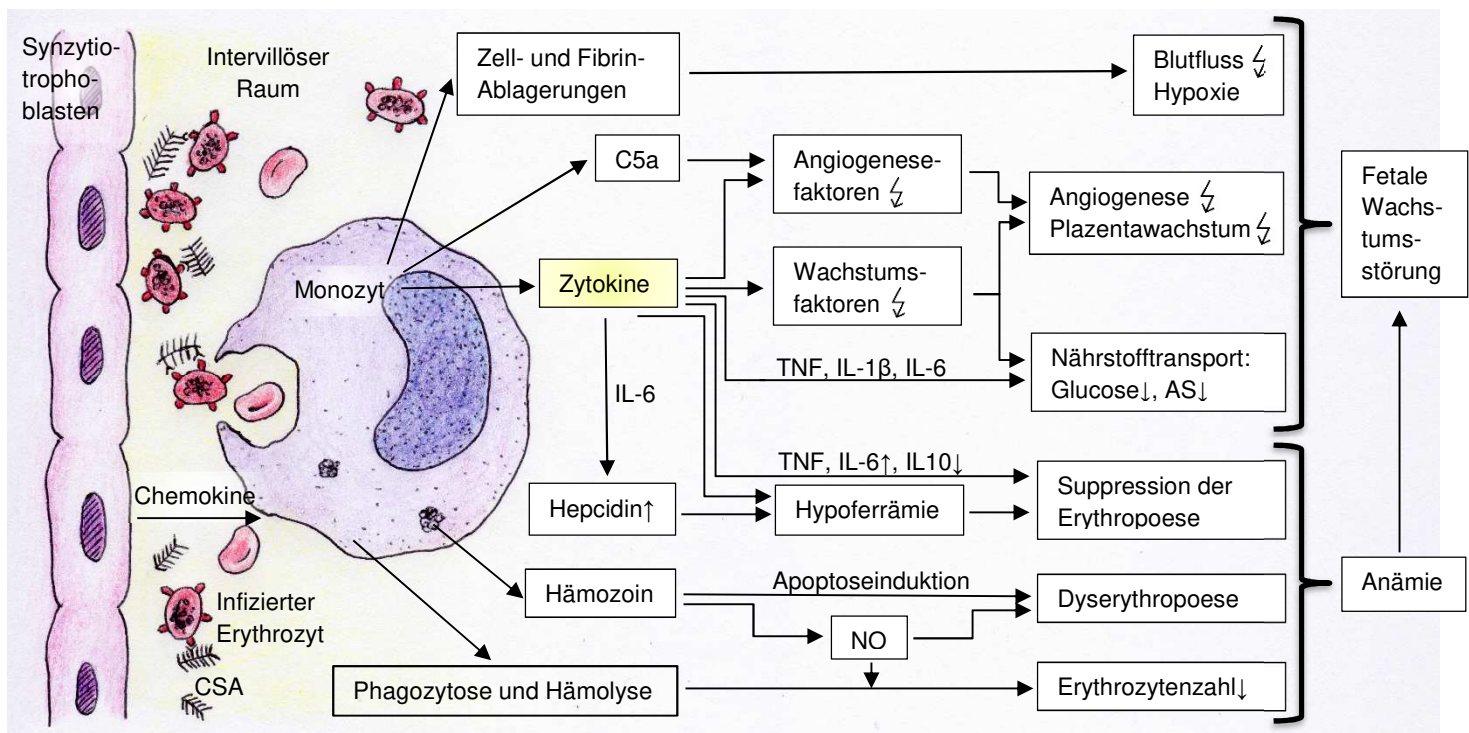 Synzytio-
tropho-
blasten
Intervillöser
Raum
Zell- und Fibrin-
Ablagerungen
Blutfluss
Hypoxie
C5a
Angiogenese-
faktoren
Angiogenese
Plazentawachstum
Fetale
Wachs-
tums-
störung
Monozyt
Zytokine
Wachstums-
faktoren
TNF, IL-1β, IL-6
Nährstofftransport:
Glucose↓, AS↓
IL-6
TNF, IL-6↑, IL10↓
Chemokine
Hepcidin↑
Hypoferrämie
Suppression der
Erythropoese
Infizierter
Erythrozyt
Hämozoin
Apoptoseinduktion
Dyserythropoese
Anämie
NO
CSA
Phagozytose und Hämolyse
Erythrozytenzahl↓